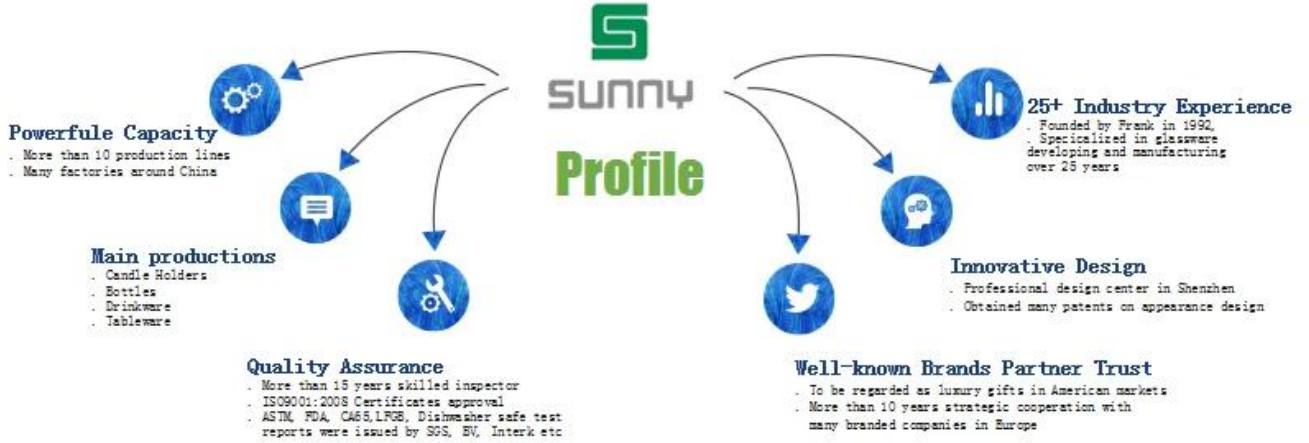 SUNNY
Profile
Powerfule Capacity
. More than 10 production lines
. Many factories around China
Main productions
. Candle Holders
. Bottles
. Drinkware
. Tableware
Quality Assurance
. More than 15 years skilled inspector
. ISO9001:2008 Certificates approval
. ASTM, FDA, CA65,LFGB, Dishwasher safe test
reports were issued by SGS, BV, Interk etc
25+ Industry Experience
. Founded by Frank in 1992,
. Specicalized in glassware
developing and manufacturing
over 25 years
Innovative Design
. Professional design center in Shenzhen
. Obtained many patents on appearance design
Well-known Brands Partner Trust
. To be regarded as luxury gifts in American markets
. More than 10 years strategic cooperation with
many branded companies in Europe